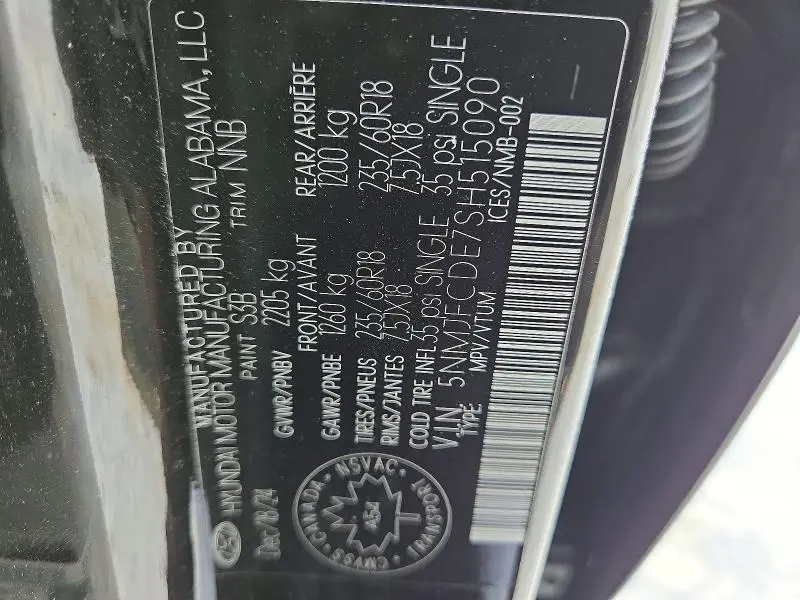 MANUFACTURED BY
HYUNDAI MOTOR MANUFACTURING ALABAMA, LLC
Dec/18/24 PAINT S3B TRIM NNB
GVWR/PNBV 2205 kg
FRONT/AVANT REAR/ARRIÈRE
GAWR/PNBE 1260 kg 1200 kg
TIRES/PNEUS 235/60R18 235/60R18
RIMS/JANTES 7.5JX18 7.5JX18
COLD TIRE INFL 35 psi SINGLE 35 psi SINGLE
VIN 5NMJFCDE7SH515090
TYPE: MPV/VTUM ICES/NMB-002
CANADA · NSVAC · TRANSPORT · CMVSS
A54